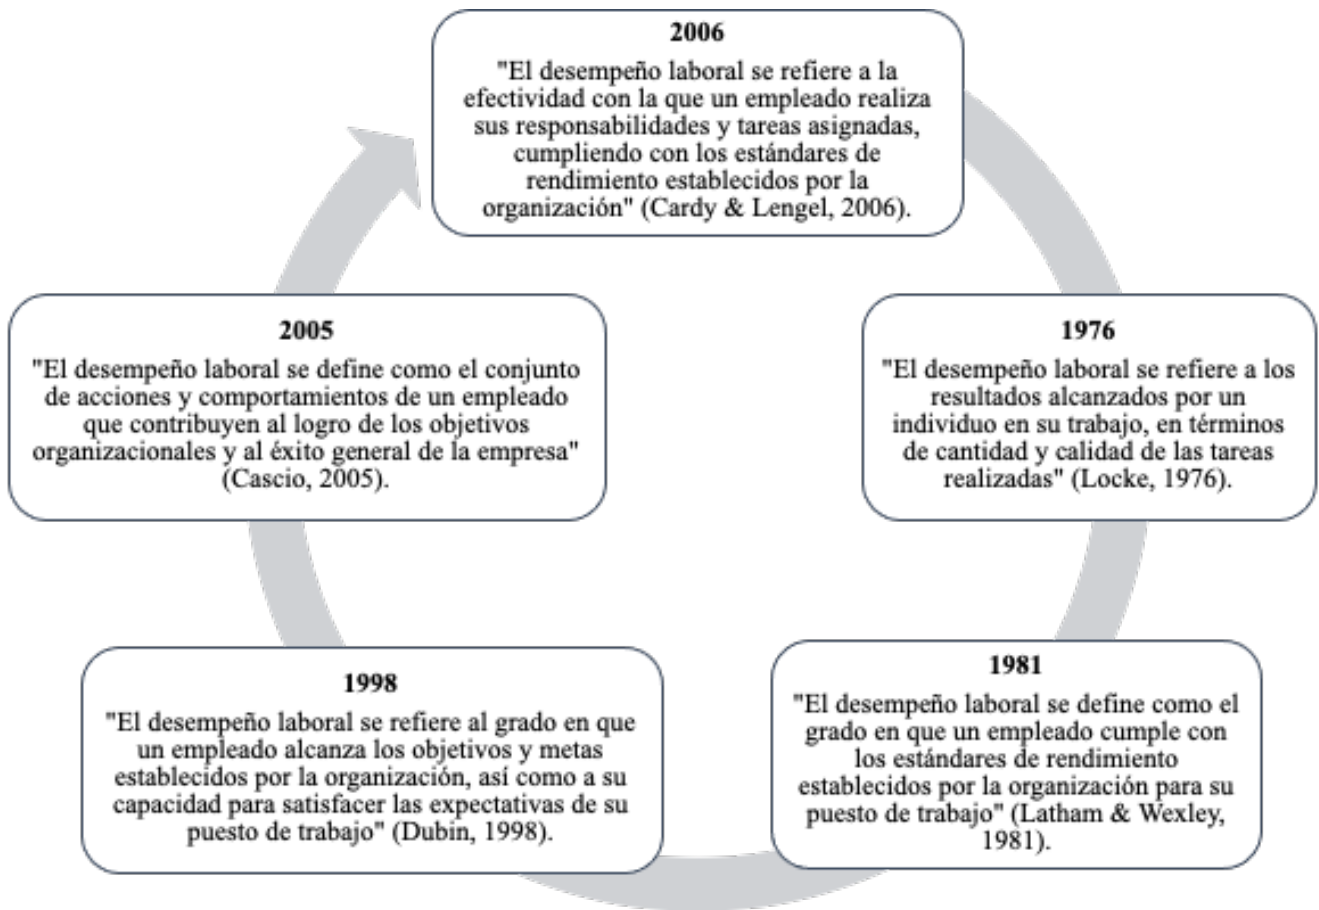 2006
"El desempeño laboral se refiere a la
efectividad con la que un empleado realiza
sus responsabilidades y tareas asignadas,
cumpliendo con los estándares de
rendimiento establecidos por la
organización" (Cardy & Lengel, 2006).
1976
"El desempeño laboral se refiere a los
resultados alcanzados por un
individuo en su trabajo, en términos
de cantidad y calidad de las tareas
realizadas" (Locke, 1976).
1981
"El desempeño laboral se define como el
grado en que un empleado cumple con
los estándares de rendimiento
establecidos por la organización para su
puesto de trabajo" (Latham & Wexley,
1981).
1998
"El desempeño laboral se refiere al grado en que
un empleado alcanza los objetivos y metas
establecidos por la organización, así como a su
capacidad para satisfacer las expectativas de su
puesto de trabajo" (Dubin, 1998).
2005
"El desempeño laboral se define como el conjunto
de acciones y comportamientos de un empleado
que contribuyen al logro de los objetivos
organizacionales y al éxito general de la empresa"
(Cascio, 2005).